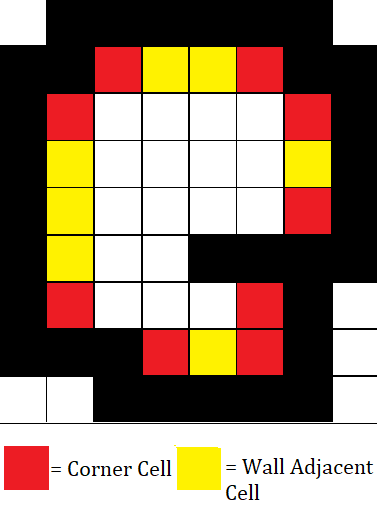 = Corner Cell
= Wall Adjacent
Cell